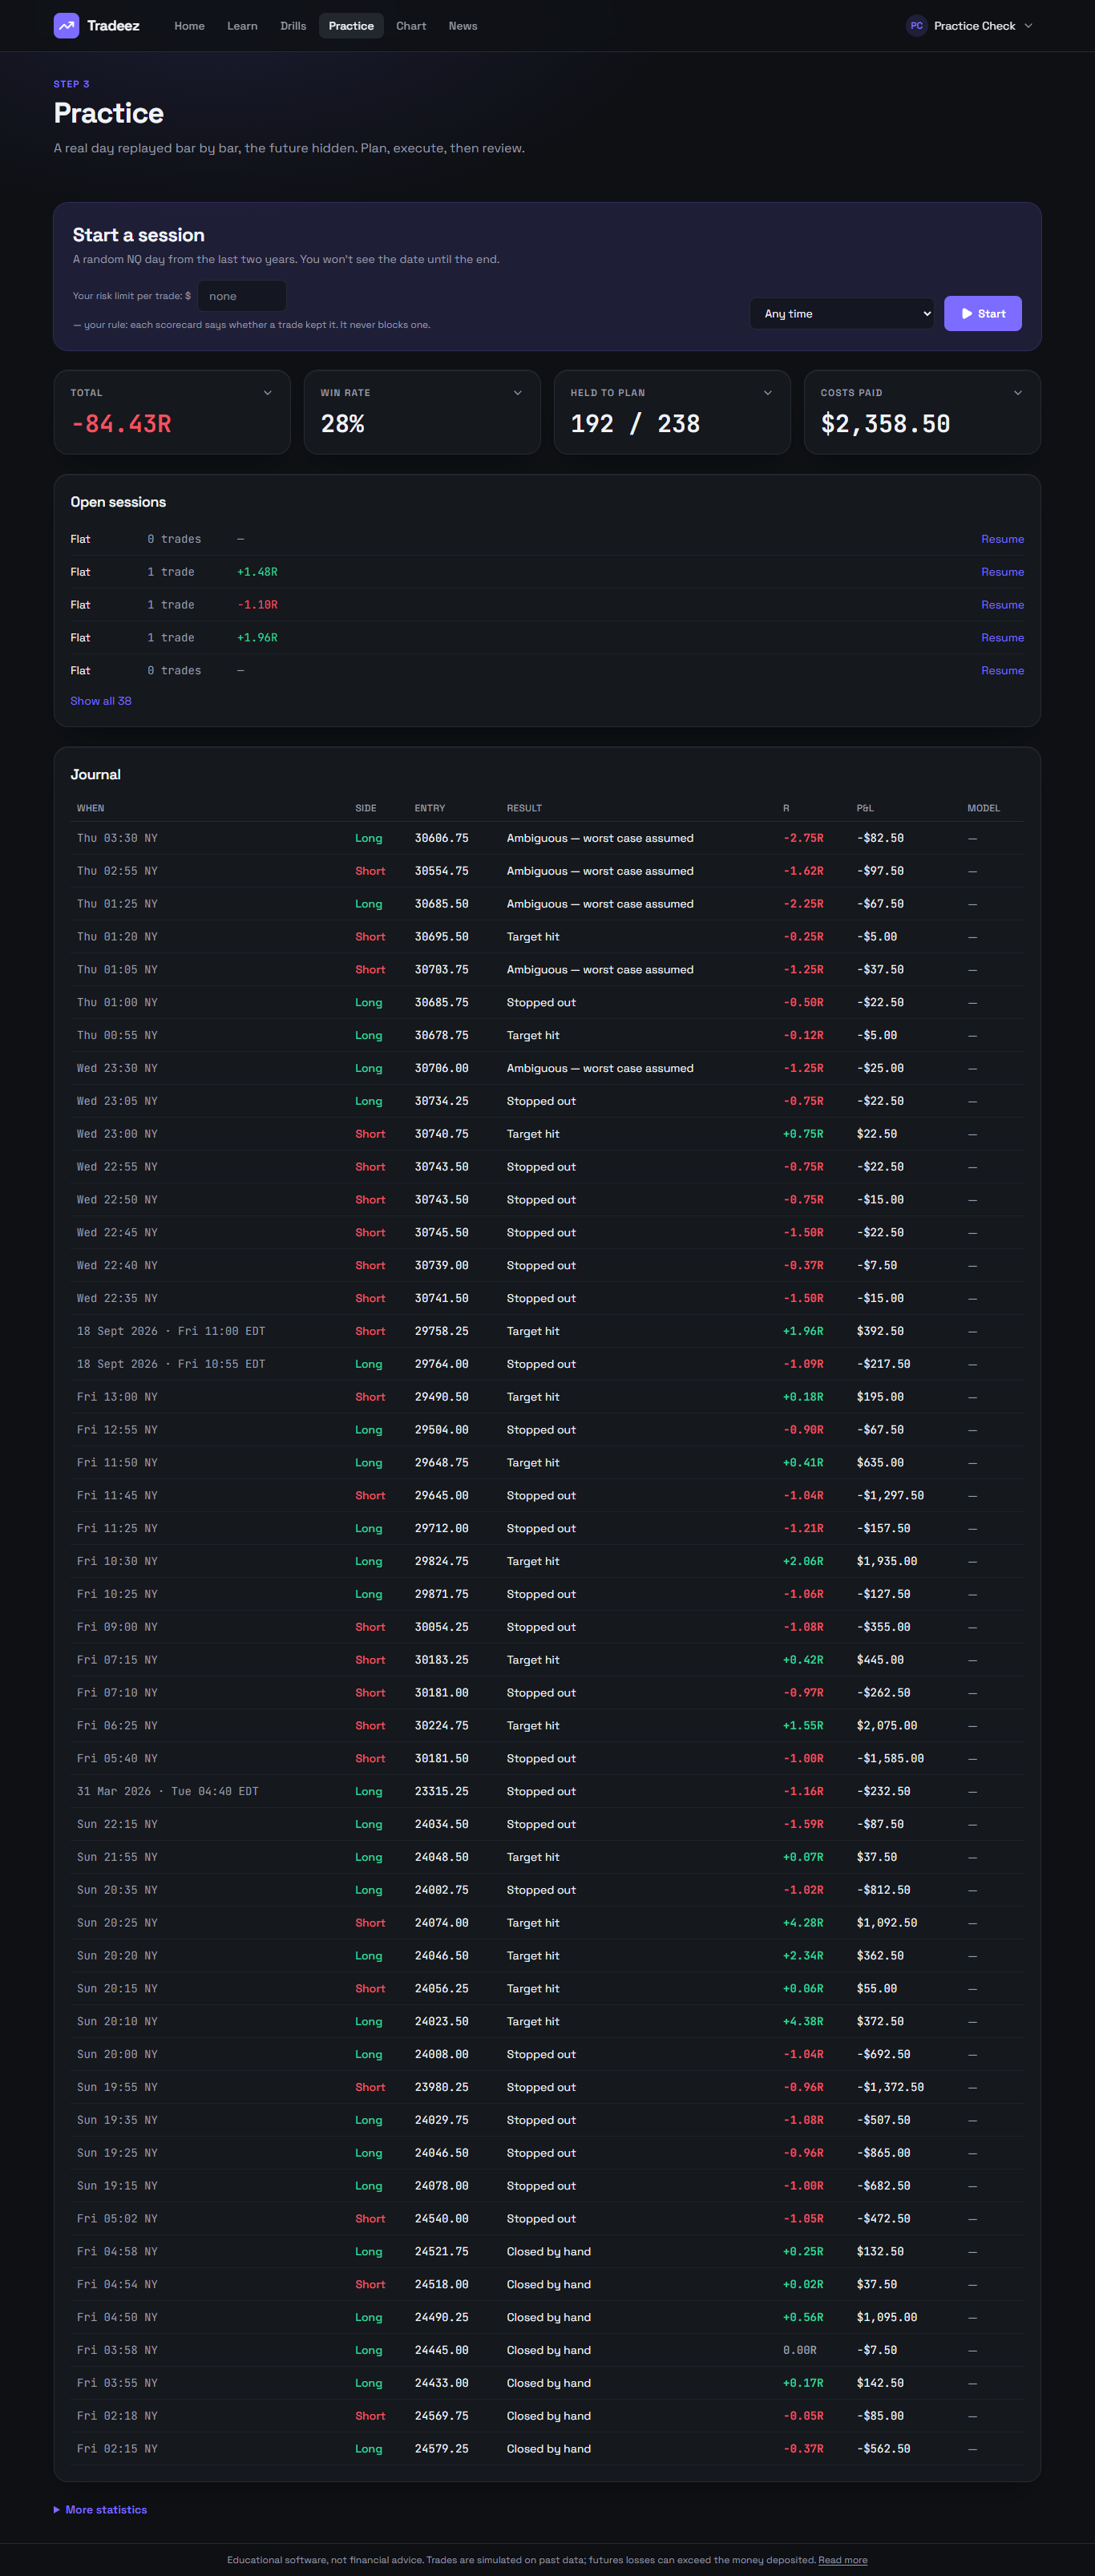 Tradeez Home Learn Drills Practice Chart News PC Practice Check
STEP 3
Practice
A real day replayed bar by bar, the future hidden. Plan, execute, then review.
Start a session
A random NQ day from the last two years. You won't see the date until the end.
Your risk limit per trade: $ none
— your rule: each scorecard says whether a trade kept it. It never blocks one.
Any time Start
TOTAL WIN RATE HELD TO PLAN COSTS PAID
-84.43R 28% 192 / 238 $2,358.50
Open sessions
Flat 0 trades — Resume
Flat 1 trade +1.48R Resume
Flat 1 trade -1.10R Resume
Flat 1 trade +1.96R Resume
Flat 0 trades — Resume
Show all 38
Journal
WHEN SIDE ENTRY RESULT R P&L MODEL
Thu 03:30 NY Long 30606.75 Ambiguous — worst case assumed -2.75R -$82.50 —
Thu 02:55 NY Short 30554.75 Ambiguous — worst case assumed -1.62R -$97.50 —
Thu 01:25 NY Long 30685.50 Ambiguous — worst case assumed -2.25R -$67.50 —
Thu 01:20 NY Short 30695.50 Target hit -0.25R -$5.00 —
Thu 01:05 NY Short 30703.75 Ambiguous — worst case assumed -1.25R -$37.50 —
Thu 01:00 NY Long 30685.75 Stopped out -0.50R -$22.50 —
Thu 00:55 NY Long 30678.75 Target hit -0.12R -$5.00 —
Wed 23:30 NY Long 30706.00 Ambiguous — worst case assumed -1.25R -$25.00 —
Wed 23:05 NY Long 30734.25 Stopped out -0.75R -$22.50 —
Wed 23:00 NY Short 30740.75 Target hit +0.75R $22.50 —
Wed 22:55 NY Short 30743.50 Stopped out -0.75R -$22.50 —
Wed 22:50 NY Short 30743.50 Stopped out -0.75R -$15.00 —
Wed 22:45 NY Short 30745.50 Stopped out -1.50R -$22.50 —
Wed 22:40 NY Short 30739.00 Stopped out -0.37R -$7.50 —
Wed 22:35 NY Short 30741.50 Stopped out -1.50R -$15.00 —
18 Sept 2026 · Fri 11:00 EDT Short 29758.25 Target hit +1.96R $392.50 —
18 Sept 2026 · Fri 10:55 EDT Long 29764.00 Stopped out -1.09R -$217.50 —
Fri 13:00 NY Short 29490.50 Target hit +0.18R $195.00 —
Fri 12:55 NY Long 29504.00 Stopped out -0.90R -$67.50 —
Fri 11:50 NY Long 29648.75 Target hit +0.41R $635.00 —
Fri 11:45 NY Short 29645.00 Stopped out -1.04R -$1,297.50 —
Fri 11:25 NY Long 29712.00 Stopped out -1.21R -$157.50 —
Fri 10:30 NY Long 29824.75 Target hit +2.06R $1,935.00 —
Fri 10:25 NY Long 29871.75 Stopped out -1.06R -$127.50 —
Fri 09:00 NY Short 30054.25 Stopped out -1.08R -$355.00 —
Fri 07:15 NY Short 30183.25 Target hit +0.42R $445.00 —
Fri 07:10 NY Short 30181.00 Stopped out -0.97R -$262.50 —
Fri 06:25 NY Short 30224.75 Target hit +1.55R $2,075.00 —
Fri 05:40 NY Short 30181.50 Stopped out -1.00R -$1,585.00 —
31 Mar 2026 · Tue 04:40 EDT Long 23315.25 Stopped out -1.16R -$232.50 —
Sun 22:15 NY Long 24034.50 Stopped out -1.59R -$87.50 —
Sun 21:55 NY Long 24048.50 Target hit +0.07R $37.50 —
Sun 20:35 NY Long 24002.75 Stopped out -1.02R -$812.50 —
Sun 20:25 NY Short 24074.00 Target hit +4.28R $1,092.50 —
Sun 20:20 NY Long 24046.50 Target hit +2.34R $362.50 —
Sun 20:15 NY Short 24056.25 Target hit +0.06R $55.00 —
Sun 20:10 NY Long 24023.50 Target hit +4.38R $372.50 —
Sun 20:00 NY Long 24008.00 Stopped out -1.04R -$692.50 —
Sun 19:55 NY Short 23980.25 Stopped out -0.96R -$1,372.50 —
Sun 19:35 NY Long 24029.75 Stopped out -1.08R -$507.50 —
Sun 19:25 NY Long 24046.50 Stopped out -0.96R -$865.00 —
Sun 19:15 NY Long 24078.00 Stopped out -1.00R -$682.50 —
Fri 05:02 NY Short 24540.00 Stopped out -1.05R -$472.50 —
Fri 04:58 NY Long 24521.75 Closed by hand +0.25R $132.50 —
Fri 04:54 NY Short 24518.00 Closed by hand +0.02R $37.50 —
Fri 04:50 NY Long 24490.25 Closed by hand +0.56R $1,095.00 —
Fri 03:58 NY Long 24445.00 Closed by hand 0.00R -$7.50 —
Fri 03:55 NY Long 24433.00 Closed by hand +0.17R $142.50 —
Fri 02:18 NY Short 24569.75 Closed by hand -0.05R -$85.00 —
Fri 02:15 NY Long 24579.25 Closed by hand -0.37R -$562.50 —
More statistics
Educational software, not financial advice. Trades are simulated on past data; futures losses can exceed the money deposited. Read more